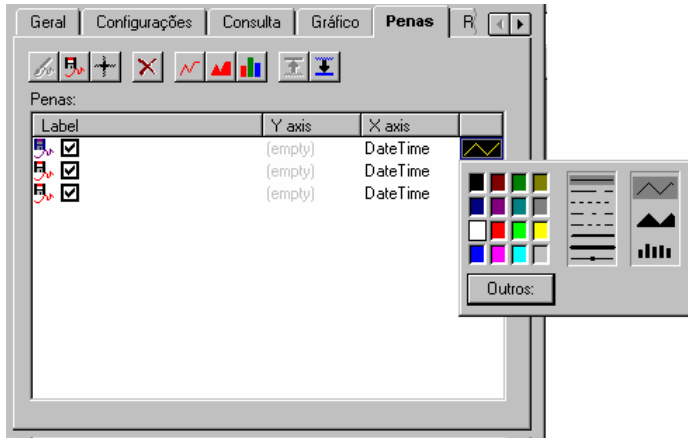 Geral Configurações Consulta Gráfico Penas R
Penas:
Label Y axis X axis
(empty) DateTime
(empty) DateTime
(empty) DateTime
Outros: